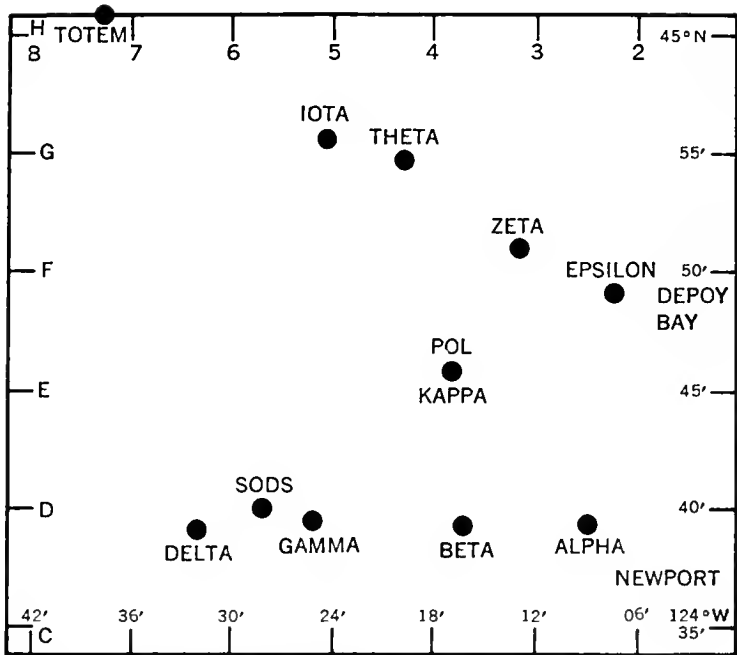 H
TOTEM
45°N
8 7 6 5 4 3 2
IOTA
THETA
G
55′
ZETA
EPSILON
F
50′
DEPOY
BAY
POL
KAPPA
E
45′
SODS
D
40′
DELTA
GAMMA
BETA
ALPHA
NEWPORT
42′ 36′ 30′ 24′ 18′ 12′ 06′ 124°W
C
35′